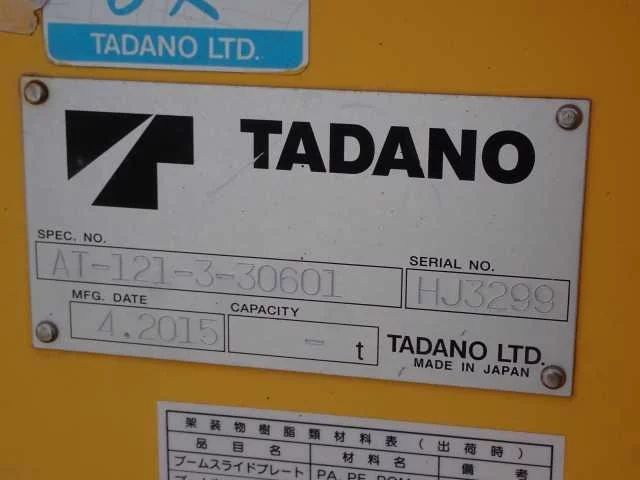 TADANO LTD.
TADANO
SPEC. NO.
AT-121-3-30601
SERIAL NO.
HJ3299
MFG. DATE
4.2015
CAPACITY
- t
TADANO LTD.
MADE IN JAPAN
架装物樹脂類材料表(出荷時)
品目名 材料名 備考
ブームスライドプレート PA, PE, POM